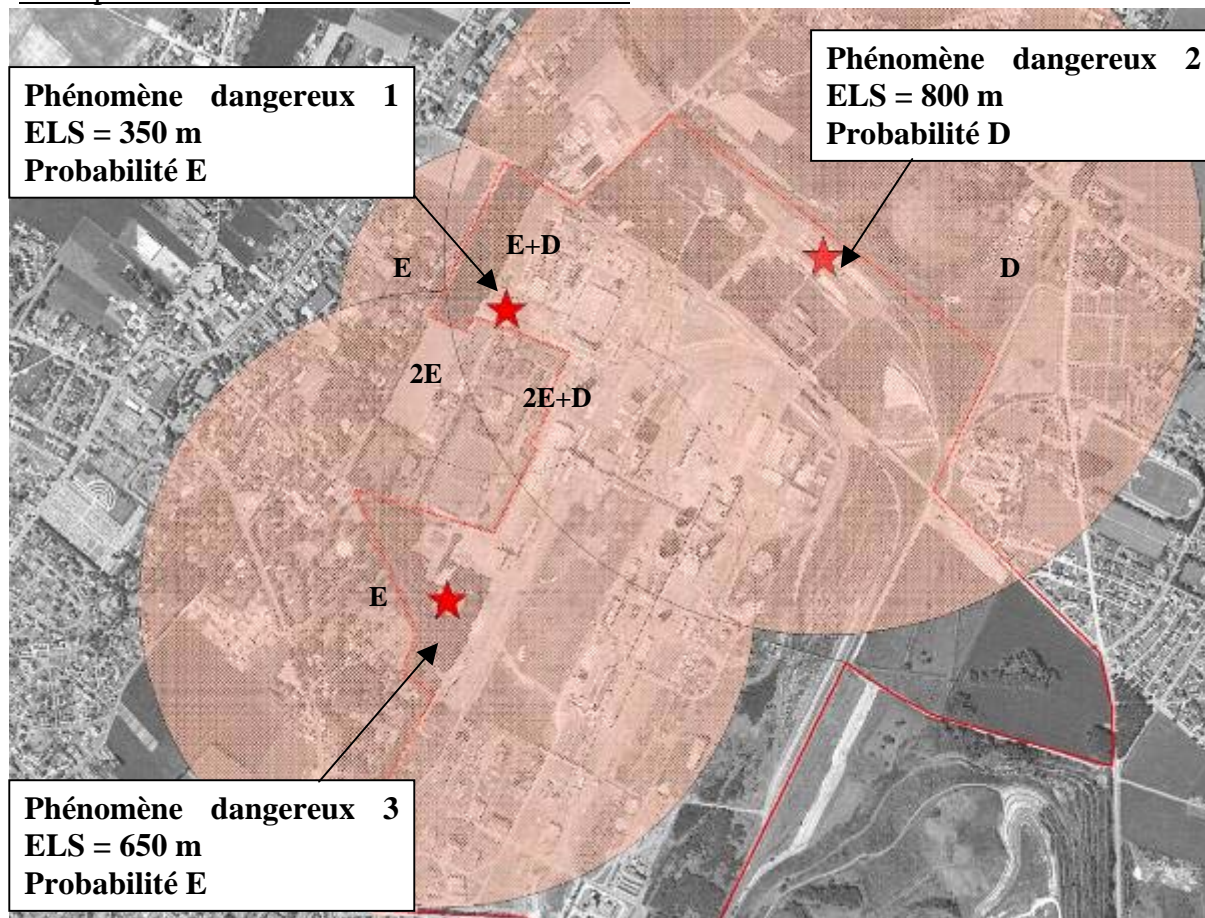 Phénomène dangereux 1
ELS = 350 m
Probabilité E
Phénomène dangereux 2
ELS = 800 m
Probabilité D
E+D
E
D
2E
2E+D
E
Phénomène dangereux 3
ELS = 650 m
Probabilité E